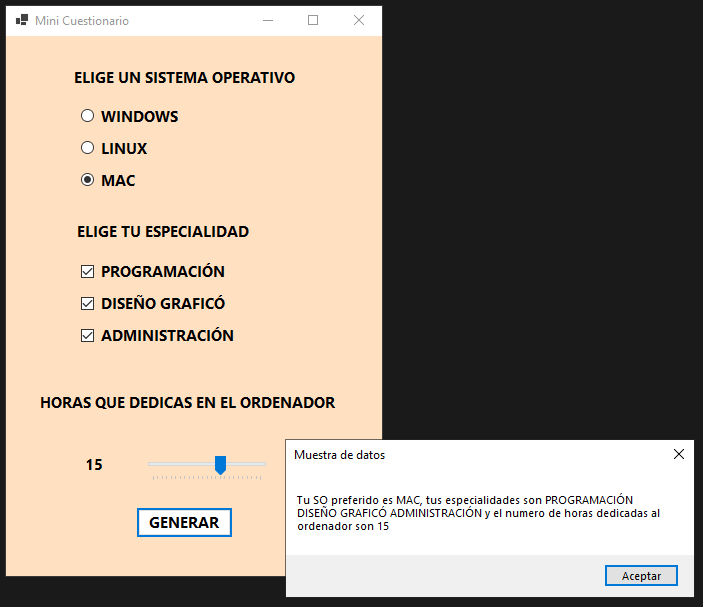 Mini Cuestionario
ELIGE UN SISTEMA OPERATIVO
WINDOWS
LINUX
MAC
ELIGE TU ESPECIALIDAD
PROGRAMACIÓN
DISEÑO GRAFICÓ
ADMINISTRACIÓN
HORAS QUE DEDICAS EN EL ORDENADOR
15
GENERAR
Muestra de datos
Tu SO preferido es MAC, tus especialidades son PROGRAMACIÓN
DISEÑO GRAFICÓ ADMINISTRACIÓN y el numero de horas dedicadas al
ordenador son 15
Aceptar